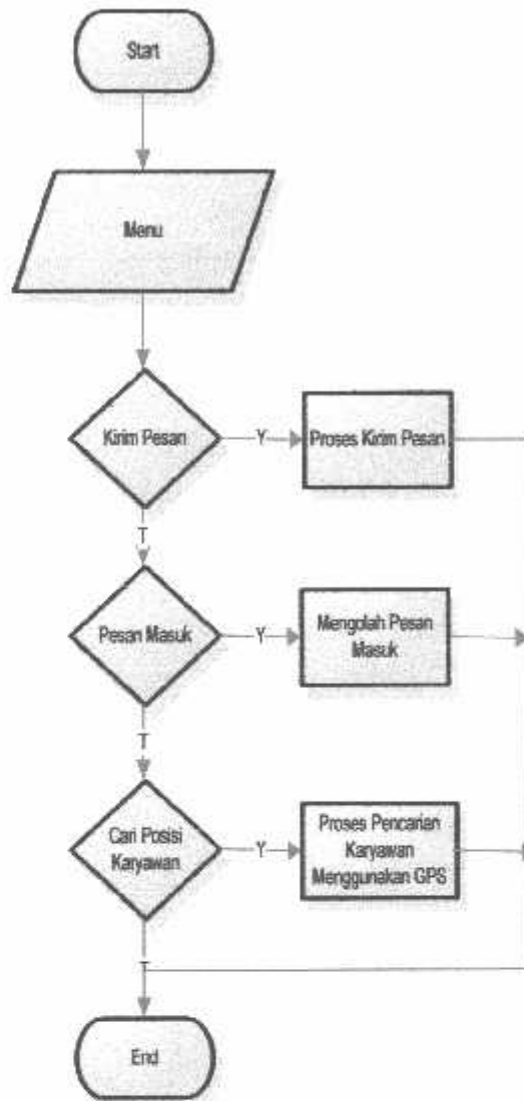 Start
Menu
Kirim Pesan
Y
Proses Kirim Pesan
T
Pesan Masuk
Y
Mengolah Pesan
Masuk
T
Cari Posisi
Karyawan
Y
Proses Pencarian
Karyawan
Menggunakan GPS
T
End